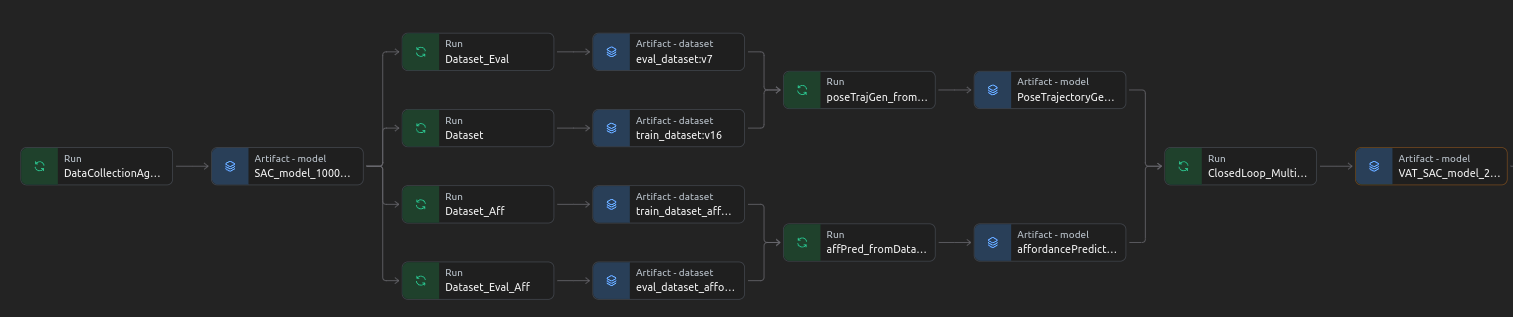 Run
DataCollectionAg...
Artifact - model
SAC_model_1000...
Run
Dataset_Eval
Artifact - dataset
eval_dataset:v7
Run
Dataset
Artifact - dataset
train_dataset:v16
Run
Dataset_Aff
Artifact - dataset
train_dataset_aff...
Run
Dataset_Eval_Aff
Artifact - dataset
eval_dataset_affo...
Run
poseTrajGen_from...
Artifact - model
PoseTrajectoryGe...
Run
affPred_fromData...
Artifact - model
affordancePredict...
Run
ClosedLoop_Multi...
Artifact - model
VAT_SAC_model_2...